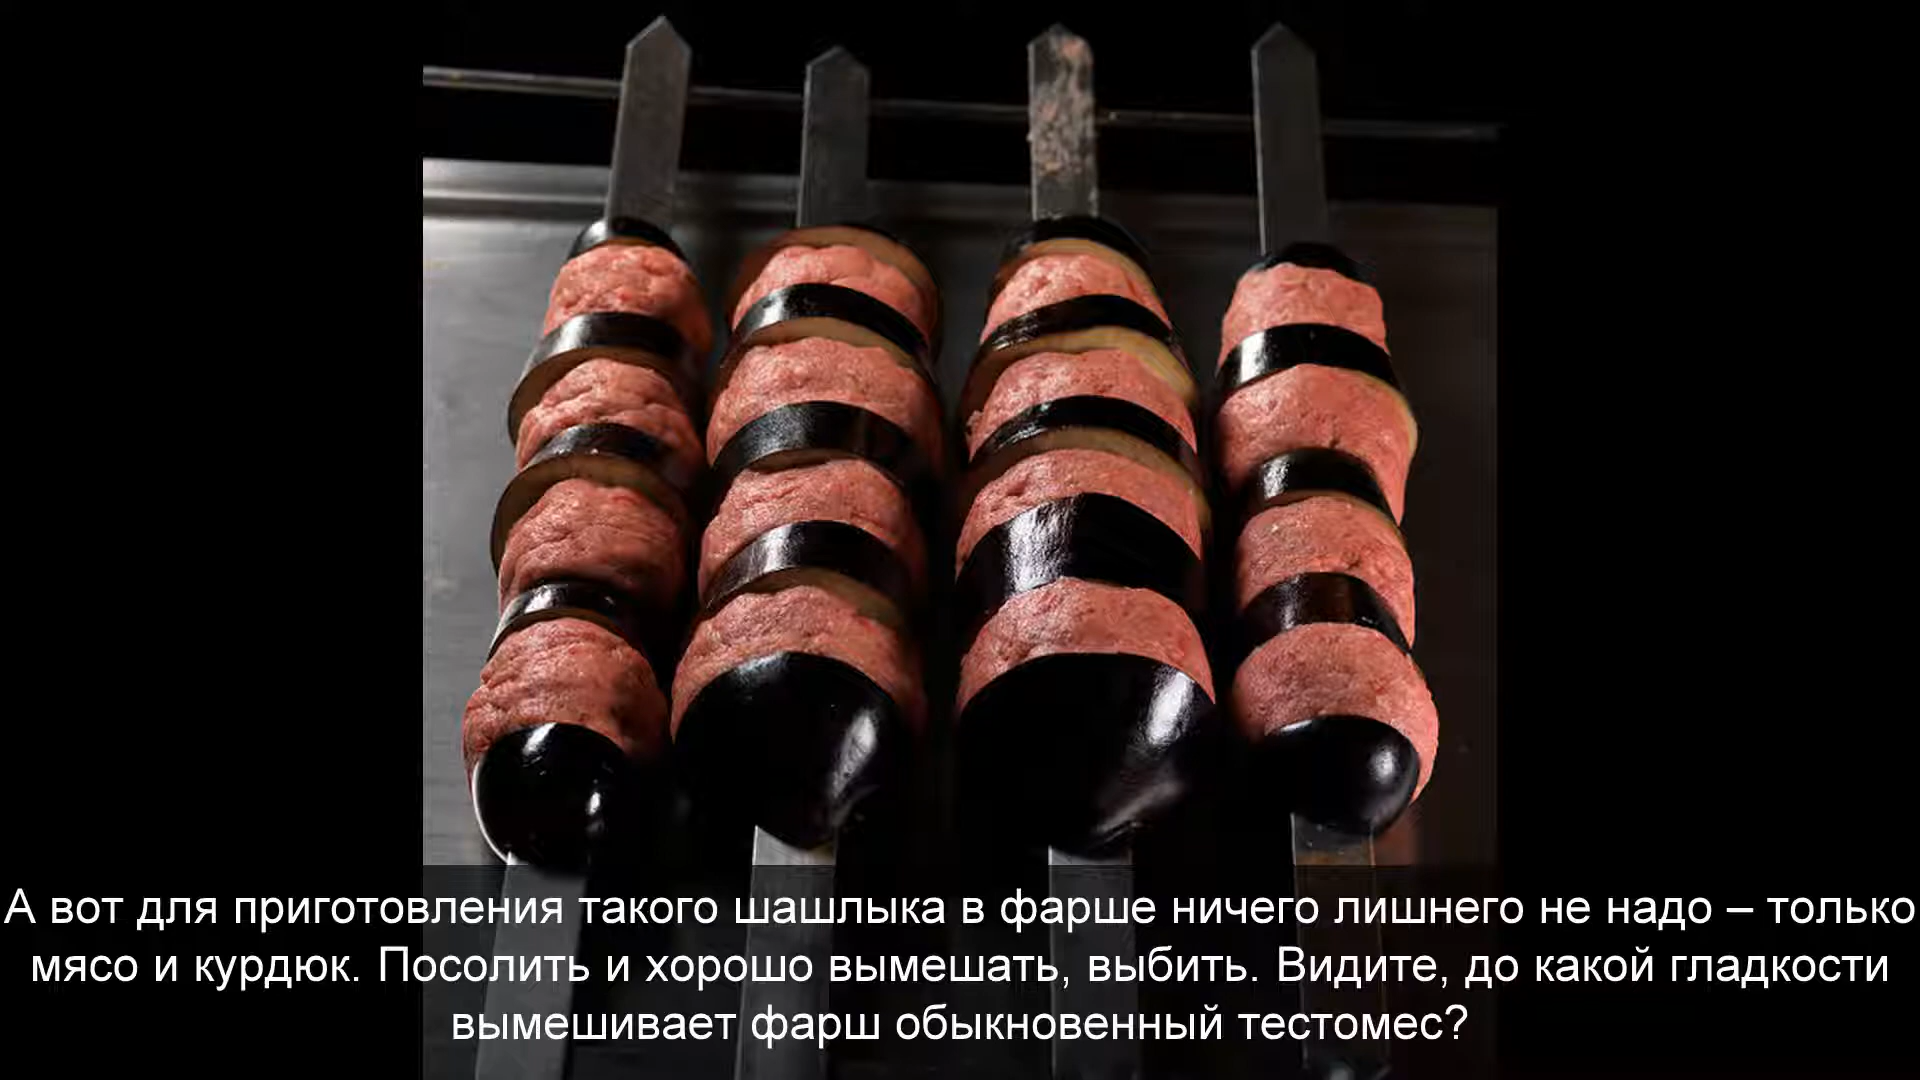 А вот для приготовления такого шашлыка в фарше ничего лишнего не надо – только
мясо и курдюк. Посолить и хорошо вымешать, выбить. Видите, до какой гладкости
вымешивает фарш обыкновенный тестомес?